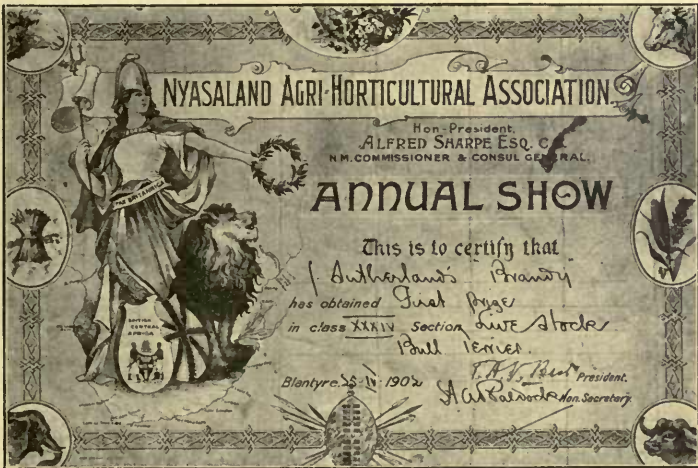 NYASALAND AGRI-HORTICULTURAL ASSOCIATION
Hon-President,
ALFRED SHARPE ESQ. C.B.
H.M. COMMISSIONER & CONSUL GENERAL.
PAX BRITANNICA
ANNUAL SHOW
This is to certify that
J. Sutherland's Brandy
has obtained First prize
in class XXXIV Section Live Stock
Bull Terrier.
BRITISH
CENTRAL
AFRICA
Blantyre. 25-IV-1902
President.
Hon. Secretary.